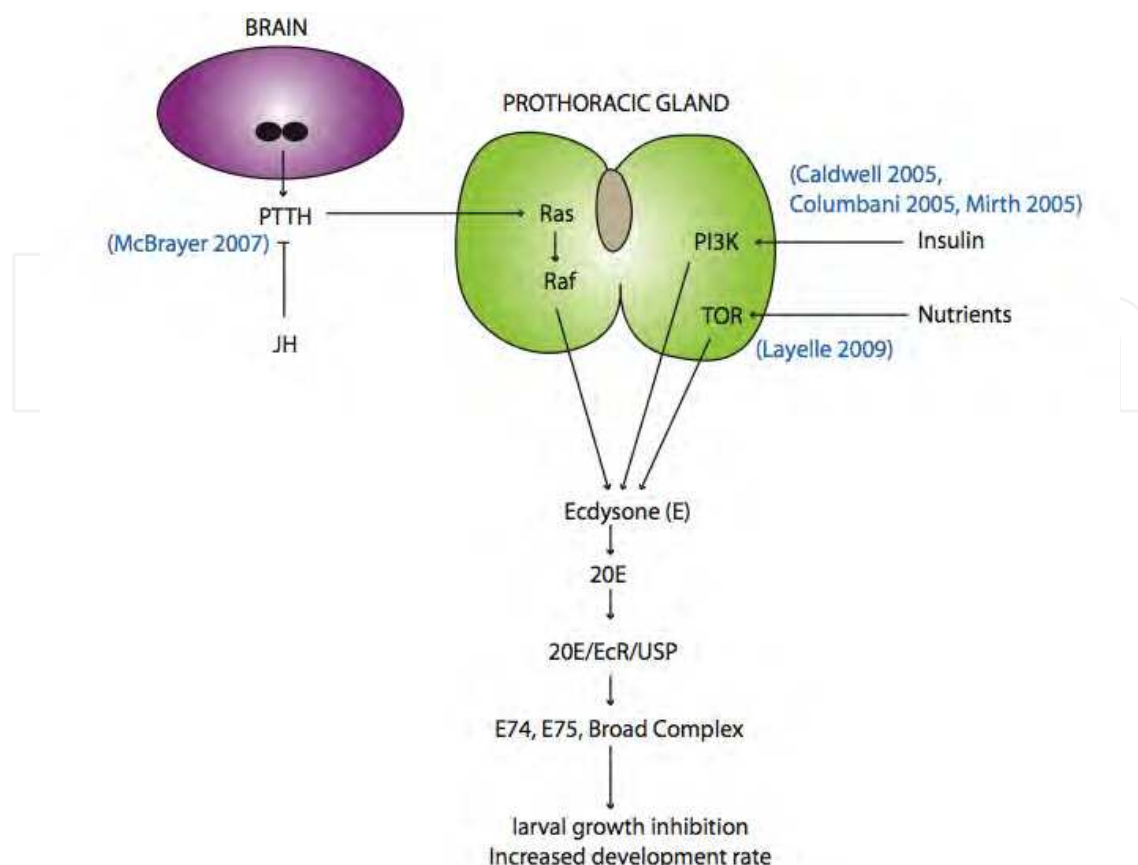 BRAIN
PROTHORACIC GLAND
(Caldwell 2005,
Columbani 2005, Mirth 2005)
PTTH
Ras
(McBrayer 2007)
PI3K
Insulin
Raf
TOR
Nutrients
JH
(Layelle 2009)
Ecdysone (E)
20E
20E/EcR/USP
E74, E75, Broad Complex
larval growth inhibition
Increased development rate